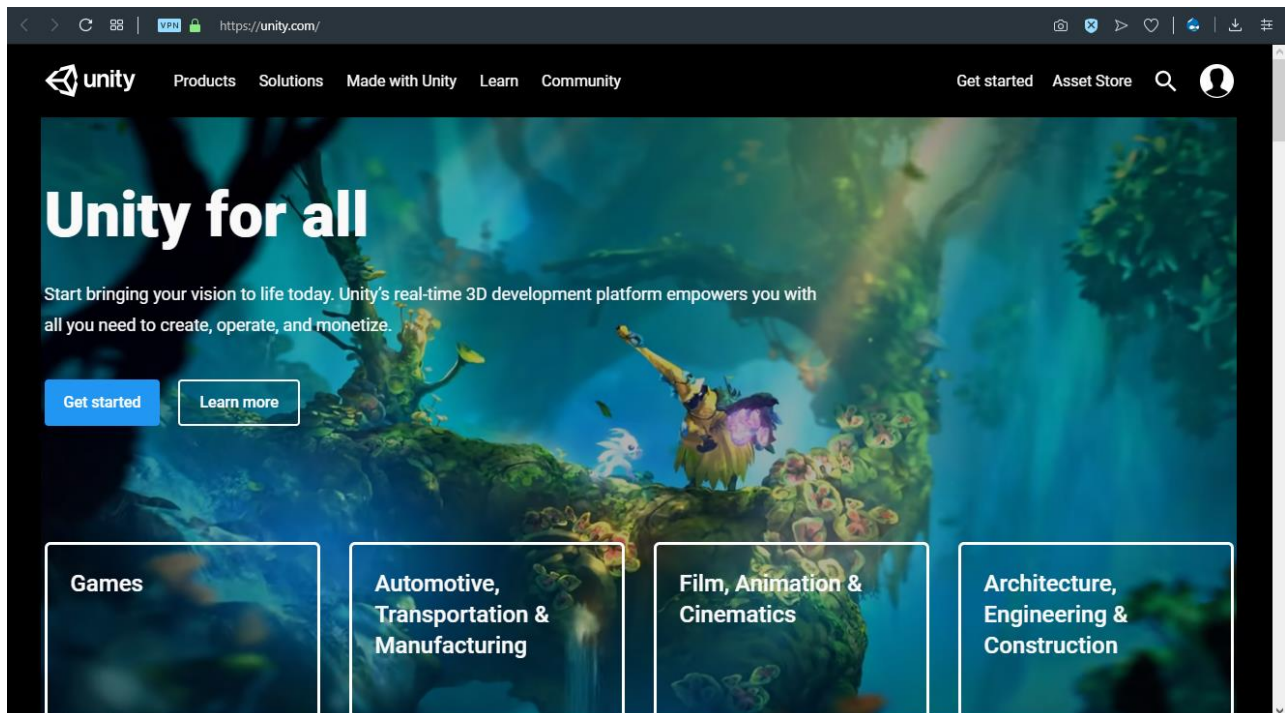 VPN https://unity.com/
unity Products Solutions Made with Unity Learn Community Get started Asset Store
Unity for all
Start bringing your vision to life today. Unity's real-time 3D development platform empowers you with
all you need to create, operate, and monetize.
Get started Learn more
Games
Automotive,
Transportation &
Manufacturing
Film, Animation &
Cinematics
Architecture,
Engineering &
Construction